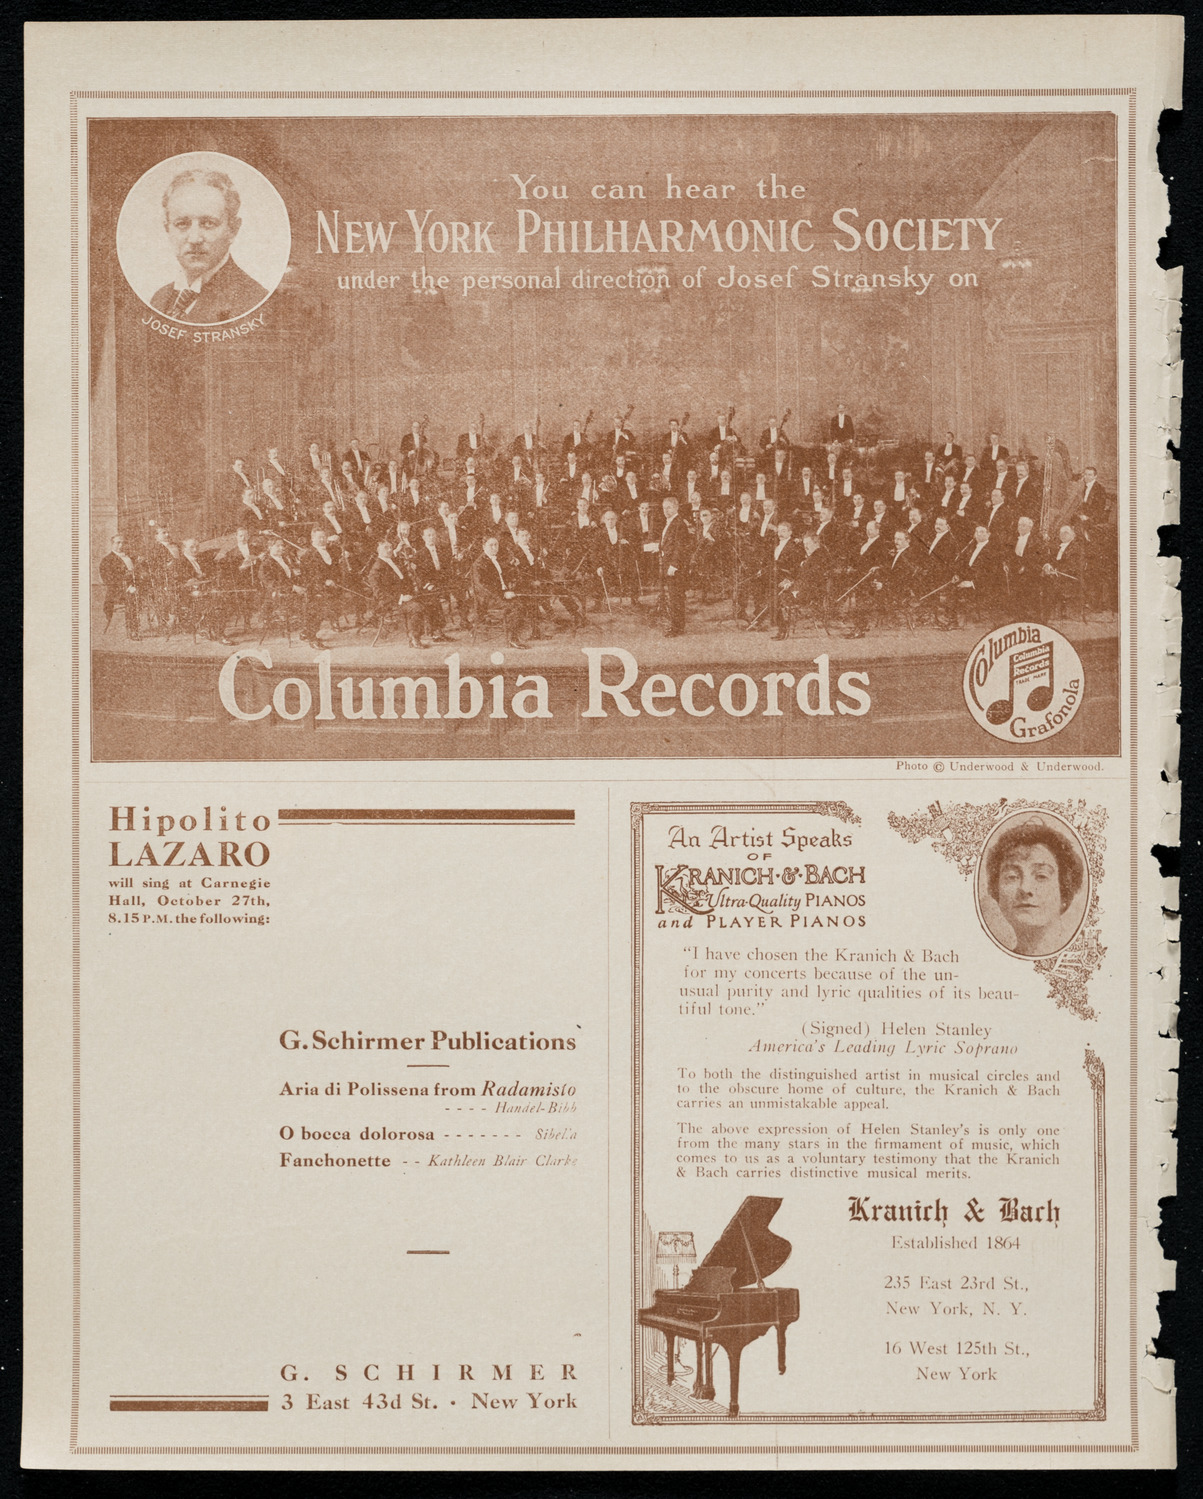 You can hear the
NEW YORK PHILHARMONIC SOCIETY
under the personal direction of Josef Stransky on
JOSEF STRANSKY
Columbia Records
Columbia
Columbia
Records
TRADE MARK
Grafonola
Photo © Underwood & Underwood.
Hipolito
LAZARO
will sing at Carnegie
Hall, October 27th,
8.15 P.M. the following:
G. Schirmer Publications
Aria di Polissena from Radamisto
- - - - Handel-Bibb
O bocca dolorosa - - - - - - - Sibella
Fanchonette - - Kathleen Blair Clarke
G. SCHIRMER
3 East 43d St. · New York
An Artist Speaks
OF
KRANICH·&·BACH
Ultra-Quality PIANOS
and PLAYER PIANOS
"I have chosen the Kranich & Bach
for my concerts because of the un-
usual purity and lyric qualities of its beau-
tiful tone."
(Signed) Helen Stanley
America's Leading Lyric Soprano
To both the distinguished artist in musical circles and
to the obscure home of culture, the Kranich & Bach
carries an unmistakable appeal.
The above expression of Helen Stanley's is only one
from the many stars in the firmament of music, which
comes to us as a voluntary testimony that the Kranich
& Bach carries distinctive musical merits.
Kranich & Bach
Established 1864
235 East 23rd St.,
New York, N. Y.
16 West 125th St.,
New York